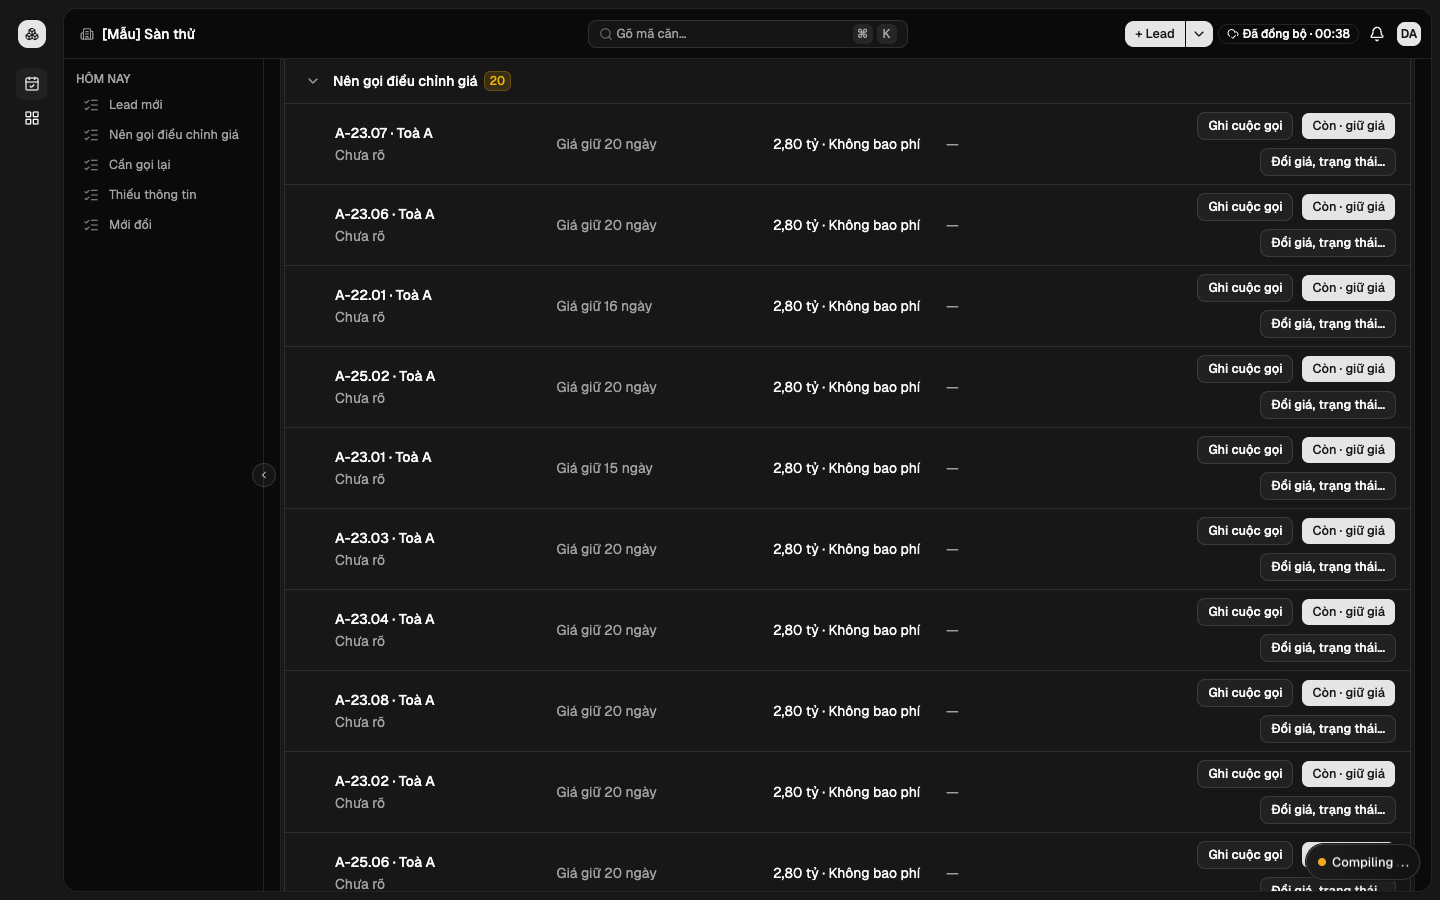 [Mẫu] Sàn thử
Gõ mã căn...
⌘ K
+ Lead
Đã đồng bộ · 00:38
DA
HÔM NAY
Lead mới
Nên gọi điều chỉnh giá
Cần gọi lại
Thiếu thông tin
Mới đổi
Nên gọi điều chỉnh giá 20
A-23.07 · Toà A
Chưa rõ
Giá giữ 20 ngày
2,80 tỷ · Không bao phí
—
Ghi cuộc gọi
Còn · giữ giá
Đổi giá, trạng thái...
A-23.06 · Toà A
Chưa rõ
Giá giữ 20 ngày
2,80 tỷ · Không bao phí
—
Ghi cuộc gọi
Còn · giữ giá
Đổi giá, trạng thái...
A-22.01 · Toà A
Chưa rõ
Giá giữ 16 ngày
2,80 tỷ · Không bao phí
—
Ghi cuộc gọi
Còn · giữ giá
Đổi giá, trạng thái...
A-25.02 · Toà A
Chưa rõ
Giá giữ 20 ngày
2,80 tỷ · Không bao phí
—
Ghi cuộc gọi
Còn · giữ giá
Đổi giá, trạng thái...
A-23.01 · Toà A
Chưa rõ
Giá giữ 15 ngày
2,80 tỷ · Không bao phí
—
Ghi cuộc gọi
Còn · giữ giá
Đổi giá, trạng thái...
A-23.03 · Toà A
Chưa rõ
Giá giữ 20 ngày
2,80 tỷ · Không bao phí
—
Ghi cuộc gọi
Còn · giữ giá
Đổi giá, trạng thái...
A-23.04 · Toà A
Chưa rõ
Giá giữ 20 ngày
2,80 tỷ · Không bao phí
—
Ghi cuộc gọi
Còn · giữ giá
Đổi giá, trạng thái...
A-23.08 · Toà A
Chưa rõ
Giá giữ 20 ngày
2,80 tỷ · Không bao phí
—
Ghi cuộc gọi
Còn · giữ giá
Đổi giá, trạng thái...
A-23.02 · Toà A
Chưa rõ
Giá giữ 20 ngày
2,80 tỷ · Không bao phí
—
Ghi cuộc gọi
Còn · giữ giá
Đổi giá, trạng thái...
A-25.06 · Toà A
Chưa rõ
Giá giữ 20 ngày
2,80 tỷ · Không bao phí
—
Ghi cuộc gọi
Compiling ...
Đổi giá, trạng thái...